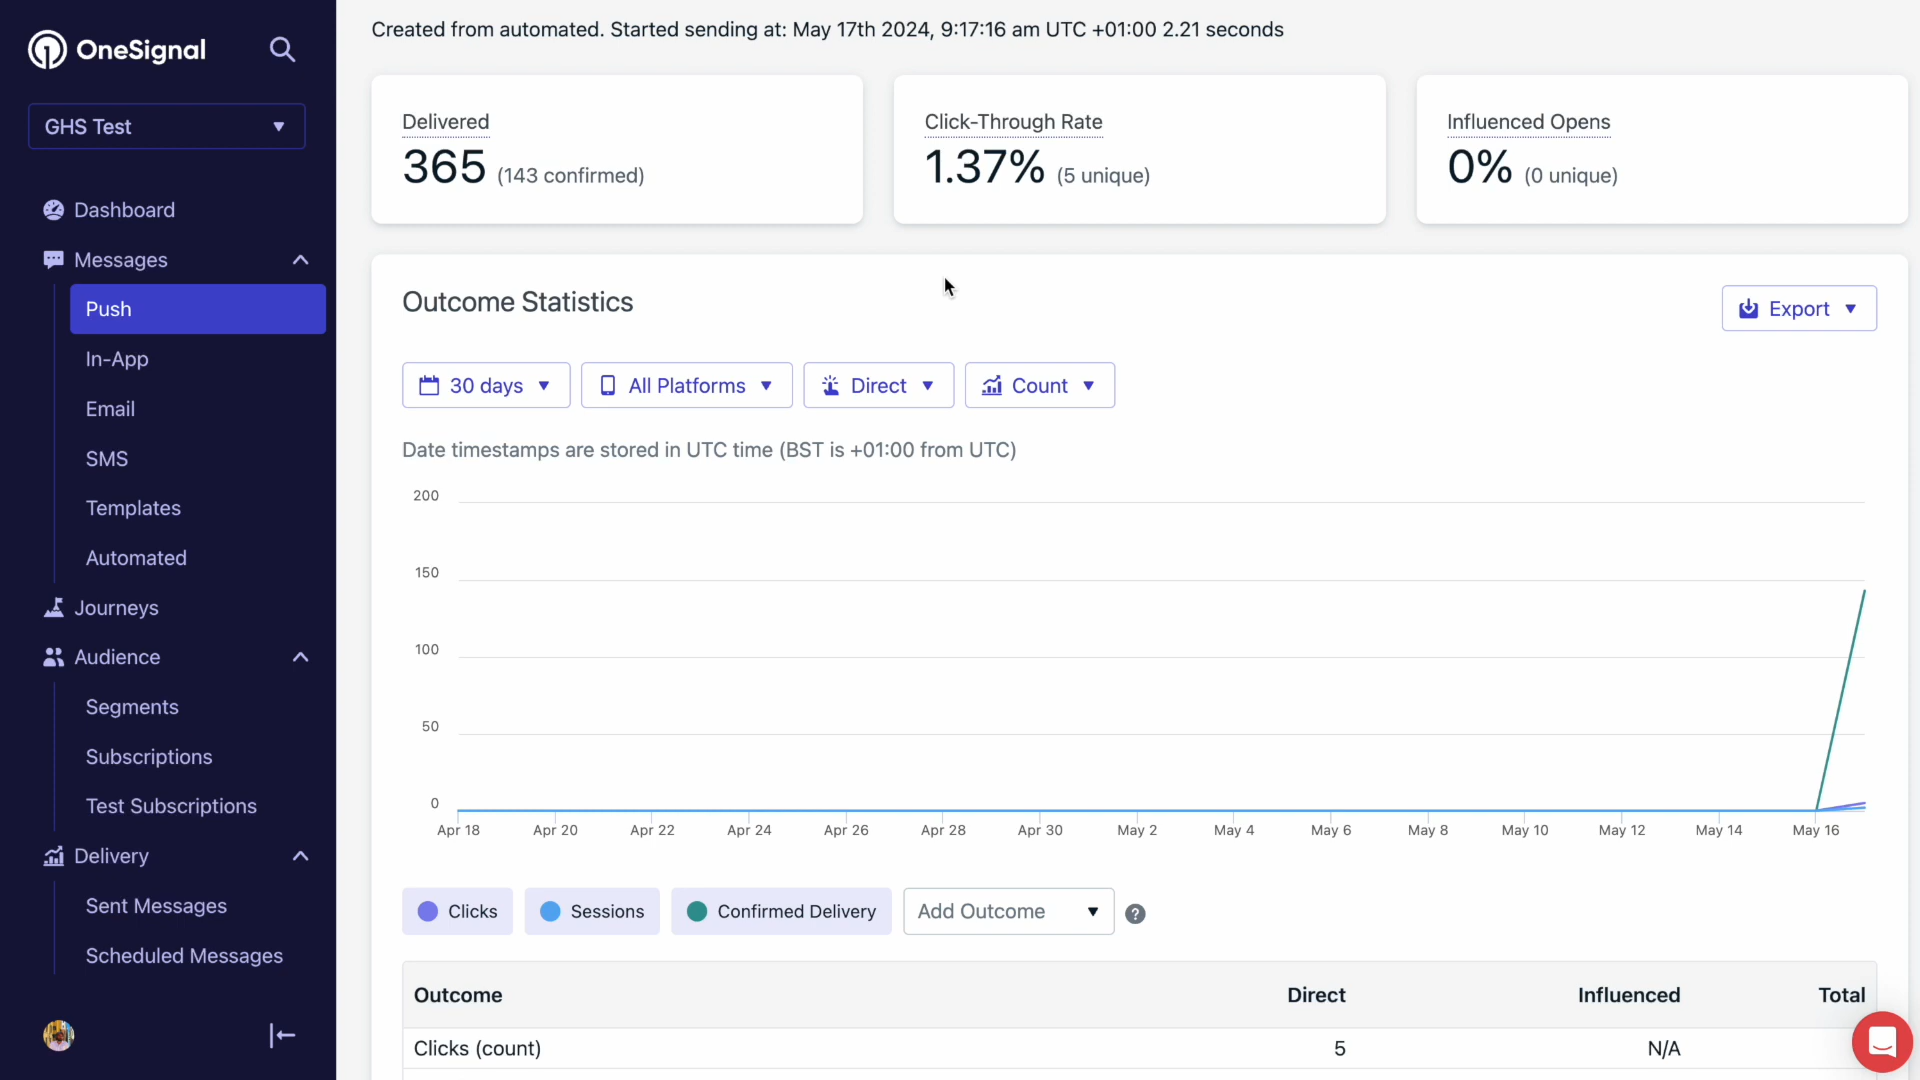 OneSignal
GHS Test
Dashboard
Messages
Push
In-App
Email
SMS
Templates
Automated
Journeys
Audience
Segments
Subscriptions
Test Subscriptions
Delivery
Sent Messages
Scheduled Messages
Created from automated. Started sending at: May 17th 2024, 9:17:16 am UTC +01:00 2.21 seconds
Delivered
365 (143 confirmed)
Click-Through Rate
1.37% (5 unique)
Influenced Opens
0% (0 unique)
Outcome Statistics
Export
30 days
All Platforms
Direct
Count
Date timestamps are stored in UTC time (BST is +01:00 from UTC)
200
150
100
50
0
Apr 18 Apr 20 Apr 22 Apr 24 Apr 26 Apr 28 Apr 30 May 2 May 4 May 6 May 8 May 10 May 12 May 14 May 16
Clicks
Sessions
Confirmed Delivery
Add Outcome
?
Outcome Direct Influenced Total
Clicks (count) 5 N/A